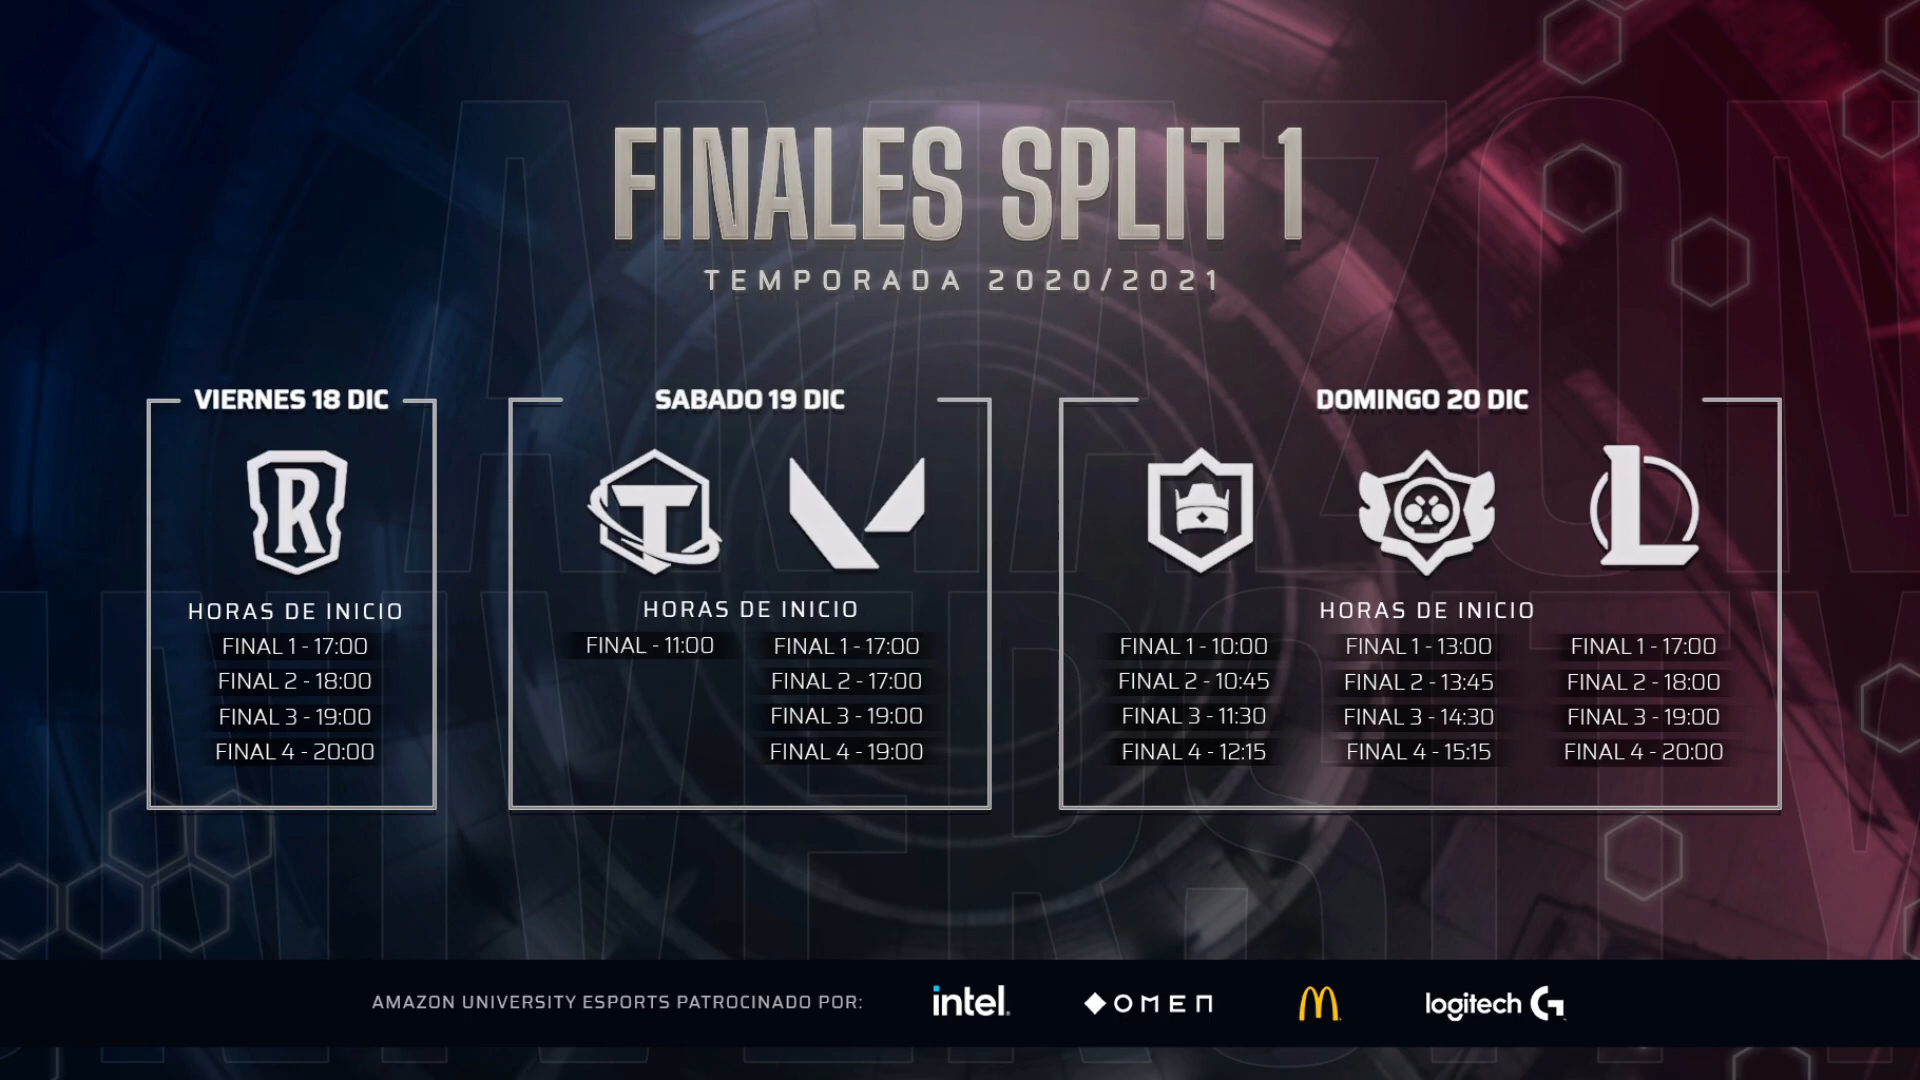 FINALES SPLIT 1
TEMPORADA 2020/2021
VIERNES 18 DIC
R
HORAS DE INICIO
FINAL 1 - 17:00
FINAL 2 - 18:00
FINAL 3 - 19:00
FINAL 4 - 20:00
SABADO 19 DIC
T
HORAS DE INICIO
FINAL - 11:00
FINAL 1 - 17:00
FINAL 2 - 17:00
FINAL 3 - 19:00
FINAL 4 - 19:00
DOMINGO 20 DIC
L
HORAS DE INICIO
FINAL 1 - 10:00
FINAL 2 - 10:45
FINAL 3 - 11:30
FINAL 4 - 12:15
FINAL 1 - 13:00
FINAL 2 - 13:45
FINAL 3 - 14:30
FINAL 4 - 15:15
FINAL 1 - 17:00
FINAL 2 - 18:00
FINAL 3 - 19:00
FINAL 4 - 20:00
AMAZON
UNIVERSITY
AMAZON UNIVERSITY ESPORTS PATROCINADO POR:
intel.
OMEN
M
logitech G